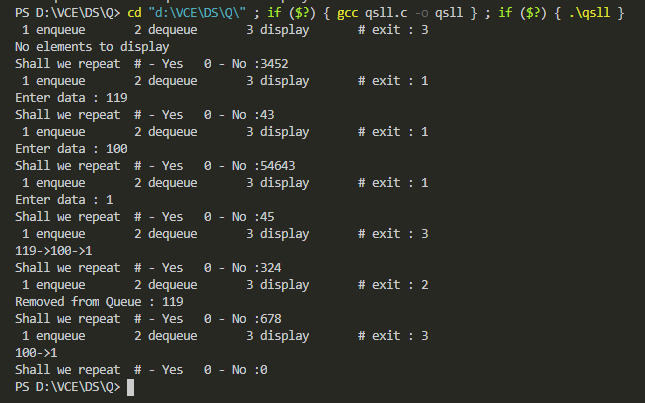 PS D:\VCE\DS\Q> cd "d:\VCE\DS\Q\" ; if ($?) { gcc qsll.c -o qsll } ; if ($?) { .\qsll }
 1 enqueue       2 dequeue       3 display       # exit : 3
No elements to display
Shall we repeat  # - Yes   0 - No :3452
 1 enqueue       2 dequeue       3 display       # exit : 1
Enter data : 119
Shall we repeat  # - Yes   0 - No :43
 1 enqueue       2 dequeue       3 display       # exit : 1
Enter data : 100
Shall we repeat  # - Yes   0 - No :54643
 1 enqueue       2 dequeue       3 display       # exit : 1
Enter data : 1
Shall we repeat  # - Yes   0 - No :45
 1 enqueue       2 dequeue       3 display       # exit : 3
119->100->1
Shall we repeat  # - Yes   0 - No :324
 1 enqueue       2 dequeue       3 display       # exit : 2
Removed from Queue : 119
Shall we repeat  # - Yes   0 - No :678
 1 enqueue       2 dequeue       3 display       # exit : 3
100->1
Shall we repeat  # - Yes   0 - No :0
PS D:\VCE\DS\Q>